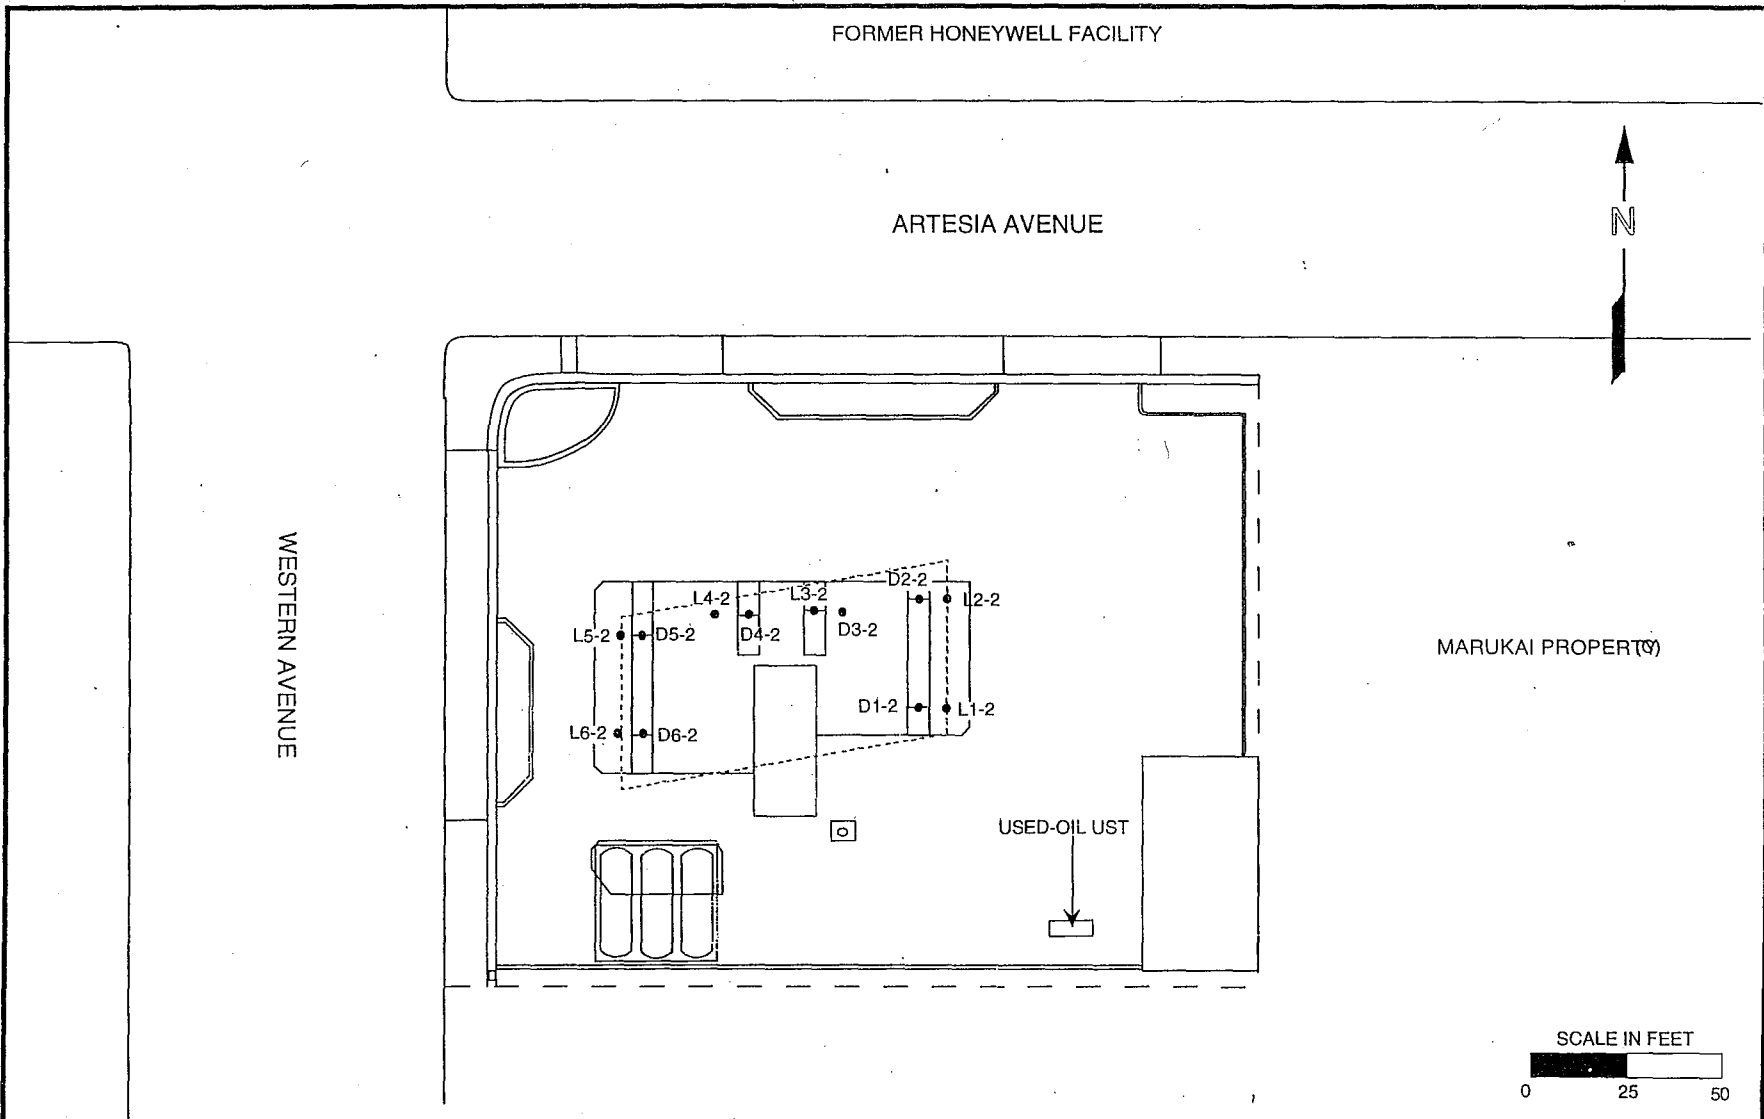 FORMER HONEYWELL FACILITY
ARTESIA AVENUE
N
WESTERN AVENUE
D2-2
L4-2
L3-2
L2-2
L5-2
D5-2
D4-2
D3-2
MARUKAI PROPERTY
D1-2
L1-2
L6-2
D6-2
USED-OIL UST
SCALE IN FEET
0 25 50